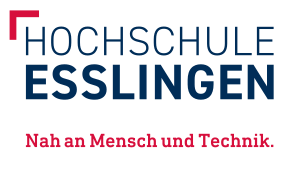 HOCHSCHULE
ESSLINGEN
Nah an Mensch und Technik.